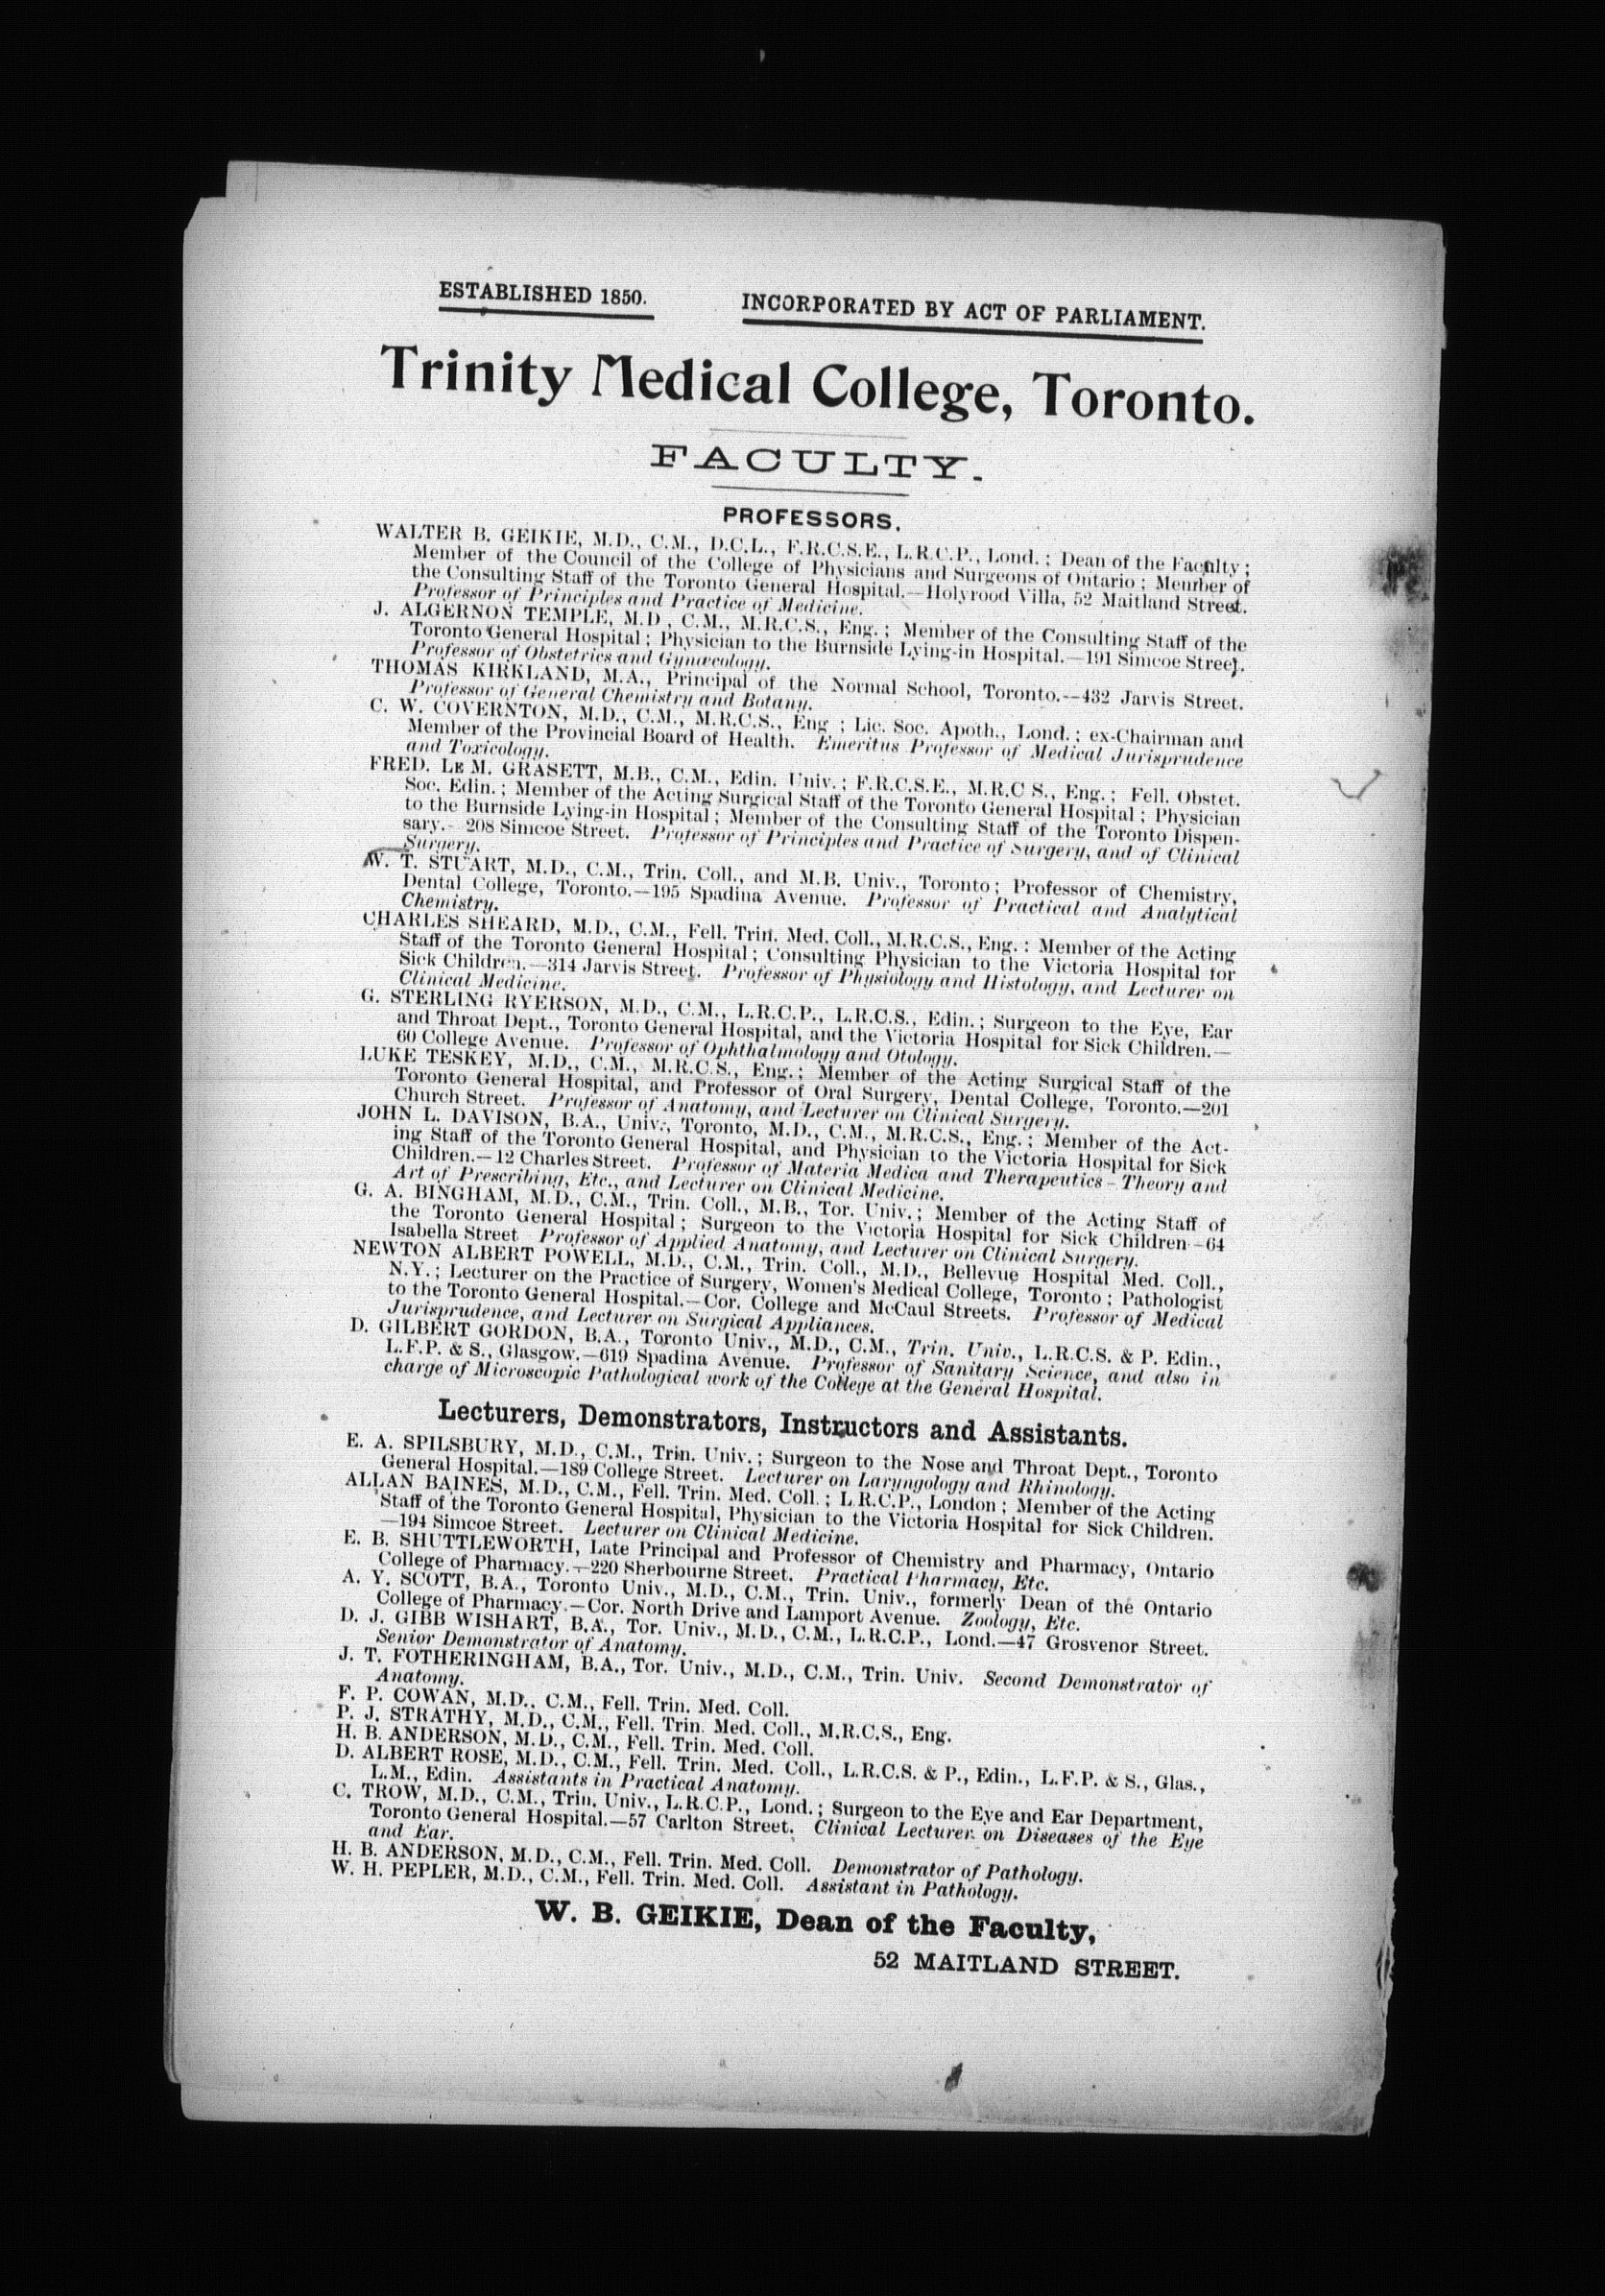 ESTABLISHED 1850. INCORPORATED BY ACT OF PARLIAMENT.
Trinity Medical College, Toronto.
FACULTY.
PROFESSORS.
WALTER B. GEIKIE, M.D., C.M., D.C.L., F.R.C.S.E., L.R.C.P., Lond.; Dean of the Faculty;
Member of the Council of the College of Physicians and Surgeons of Ontario; Member of
the Consulting Staff of the Toronto General Hospital.—Holyrood Villa, 52 Maitland Street.
Professor of Principles and Practice of Medicine.
J. ALGERNON TEMPLE, M.D, C.M., M.R.C.S., Eng.; Member of the Consulting Staff of the
Toronto General Hospital; Physician to the Burnside Lying-in Hospital.—191 Simcoe Street.
Professor of Obstetrics and Gynæcology.
THOMAS KIRKLAND, M.A., Principal of the Normal School, Toronto.--432 Jarvis Street.
Professor of General Chemistry and Botany.
C. W. COVERNTON, M.D., C.M., M.R.C.S., Eng; Lic. Soc. Apoth., Lond.; ex-Chairman and
Member of the Provincial Board of Health. Emeritus Professor of Medical Jurisprudence
and Toxicology.
FRED. LE M. GRASETT, M.B., C.M., Edin. Univ.; F.R.C.S.E., M.R.C S., Eng.; Fell. Obstet.
Soc. Edin.; Member of the Acting Surgical Staff of the Toronto General Hospital; Physician
to the Burnside Lying-in Hospital; Member of the Consulting Staff of the Toronto Dispen-
sary.- 208 Simcoe Street. Professor of Principles and Practice of Surgery, and of Clinical
Surgery.
W. T. STUART, M.D., C.M., Trin. Coll., and M.B. Univ., Toronto; Professor of Chemistry,
Dental College, Toronto.—195 Spadina Avenue. Professor of Practical and Analytical
Chemistry.
CHARLES SHEARD, M.D., C.M., Fell. Trin. Med. Coll., M.R.C.S., Eng.: Member of the Acting
Staff of the Toronto General Hospital; Consulting Physician to the Victoria Hospital for
Sick Children.—314 Jarvis Street. Professor of Physiology and Histology, and Lecturer on
Clinical Medicine.
G. STERLING RYERSON, M.D., C.M., L.R.C.P., L.R.C.S., Edin.; Surgeon to the Eye, Ear
and Throat Dept., Toronto General Hospital, and the Victoria Hospital for Sick Children.—
60 College Avenue. Professor of Ophthalmology and Otology.
LUKE TESKEY, M.D., C.M., M.R.C.S., Eng.; Member of the Acting Surgical Staff of the
Toronto General Hospital, and Professor of Oral Surgery, Dental College, Toronto.—201
Church Street. Professor of Anatomy, and Lecturer on Clinical Surgery.
JOHN L. DAVISON, B.A., Univ., Toronto, M.D., C.M., M.R.C.S., Eng.; Member of the Act-
ing Staff of the Toronto General Hospital, and Physician to the Victoria Hospital for Sick
Children.—12 Charles Street. Professor of Materia Medica and Therapeutics - Theory and
Art of Prescribing, Etc., and Lecturer on Clinical Medicine.
G. A. BINGHAM, M.D., C.M., Trin. Coll., M.B., Tor. Univ.; Member of the Acting Staff of
the Toronto General Hospital; Surgeon to the Victoria Hospital for Sick Children -64
Isabella Street Professor of Applied Anatomy, and Lecturer on Clinical Surgery.
NEWTON ALBERT POWELL, M.D., C.M., Trin. Coll., M.D., Bellevue Hospital Med. Coll.,
N.Y.; Lecturer on the Practice of Surgery, Women's Medical College, Toronto; Pathologist
to the Toronto General Hospital.—Cor. College and McCaul Streets. Professor of Medical
Jurisprudence, and Lecturer on Surgical Appliances.
D. GILBERT GORDON, B.A., Toronto Univ., M.D., C.M., Trin. Univ., L.R.C.S. & P. Edin.,
L.F.P. & S., Glasgow.—619 Spadina Avenue. Professor of Sanitary Science, and also in
charge of Microscopic Pathological work of the College at the General Hospital.
Lecturers, Demonstrators, Instructors and Assistants.
E. A. SPILSBURY, M.D., C.M., Trin. Univ.; Surgeon to the Nose and Throat Dept., Toronto
General Hospital.—189 College Street. Lecturer on Laryngology and Rhinology.
ALLAN BAINES, M.D., C.M., Fell. Trin. Med. Coll.; L.R.C.P., London; Member of the Acting
Staff of the Toronto General Hospital, Physician to the Victoria Hospital for Sick Children.
—194 Simcoe Street. Lecturer on Clinical Medicine.
E. B. SHUTTLEWORTH, Late Principal and Professor of Chemistry and Pharmacy, Ontario
College of Pharmacy.—220 Sherbourne Street. Practical Pharmacy, Etc.
A. Y. SCOTT, B.A., Toronto Univ., M.D., C.M., Trin. Univ., formerly Dean of the Ontario
College of Pharmacy.—Cor. North Drive and Lamport Avenue. Zoology, Etc.
D. J. GIBB WISHART, B.A., Tor. Univ., M.D., C.M., L.R.C.P., Lond.—47 Grosvenor Street.
Senior Demonstrator of Anatomy.
J. T. FOTHERINGHAM, B.A., Tor. Univ., M.D., C.M., Trin. Univ. Second Demonstrator of
Anatomy.
F. P. COWAN, M.D., C.M., Fell. Trin. Med. Coll.
P. J. STRATHY, M.D., C.M., Fell. Trin. Med. Coll., M.R.C.S., Eng.
H. B. ANDERSON, M.D., C.M., Fell. Trin. Med. Coll.
D. ALBERT ROSE, M.D., C.M., Fell. Trin. Med. Coll., L.R.C.S. & P., Edin., L.F.P. & S., Glas.,
L.M., Edin. Assistants in Practical Anatomy.
C. TROW, M.D., C.M., Trin. Univ., L.R.C.P., Lond.; Surgeon to the Eye and Ear Department,
Toronto General Hospital.—57 Carlton Street. Clinical Lecturer on Diseases of the Eye
and Ear.
H. B. ANDERSON, M.D., C.M., Fell. Trin. Med. Coll. Demonstrator of Pathology.
W. H. PEPLER, M.D., C.M., Fell. Trin. Med. Coll. Assistant in Pathology.
W. B. GEIKIE, Dean of the Faculty,
52 MAITLAND STREET.